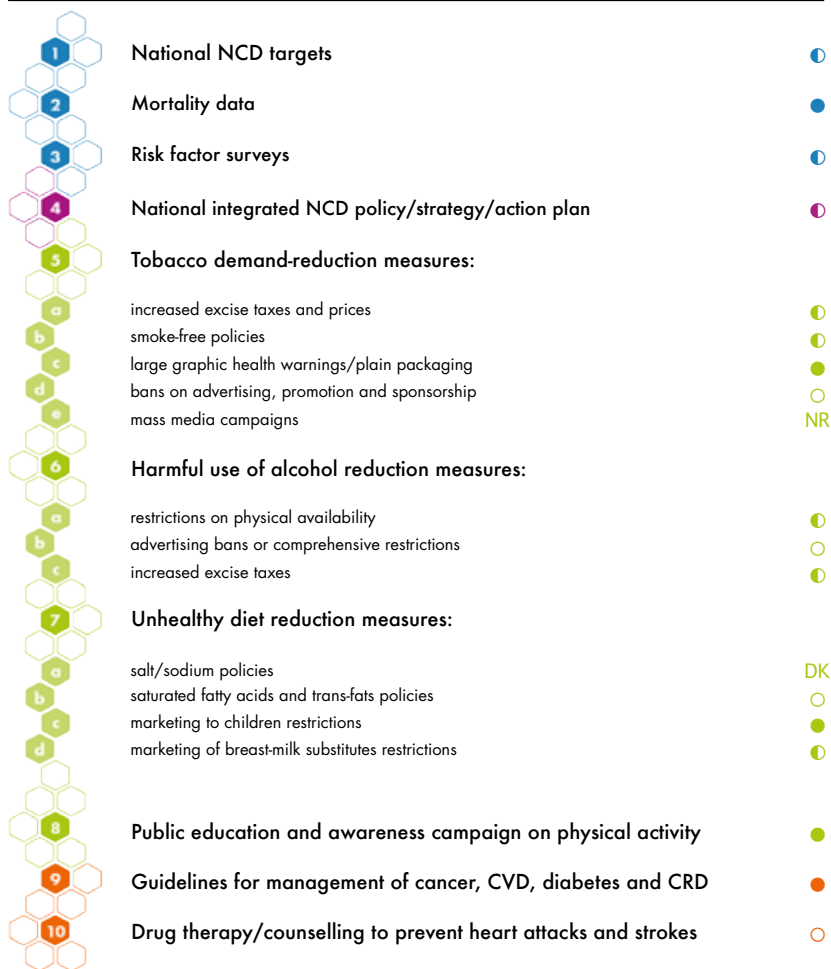 1 National NCD targets ◐
2 Mortality data ●
3 Risk factor surveys ◐
4 National integrated NCD policy/strategy/action plan ◐
5 Tobacco demand-reduction measures:
a increased excise taxes and prices ◐
b smoke-free policies ◐
c large graphic health warnings/plain packaging ●
d bans on advertising, promotion and sponsorship ○
e mass media campaigns NR
6 Harmful use of alcohol reduction measures:
a restrictions on physical availability ◐
b advertising bans or comprehensive restrictions ○
c increased excise taxes ◐
7 Unhealthy diet reduction measures:
a salt/sodium policies DK
b saturated fatty acids and trans-fats policies ○
c marketing to children restrictions ●
d marketing of breast-milk substitutes restrictions ◐
8 Public education and awareness campaign on physical activity ●
9 Guidelines for management of cancer, CVD, diabetes and CRD ●
10 Drug therapy/counselling to prevent heart attacks and strokes ○